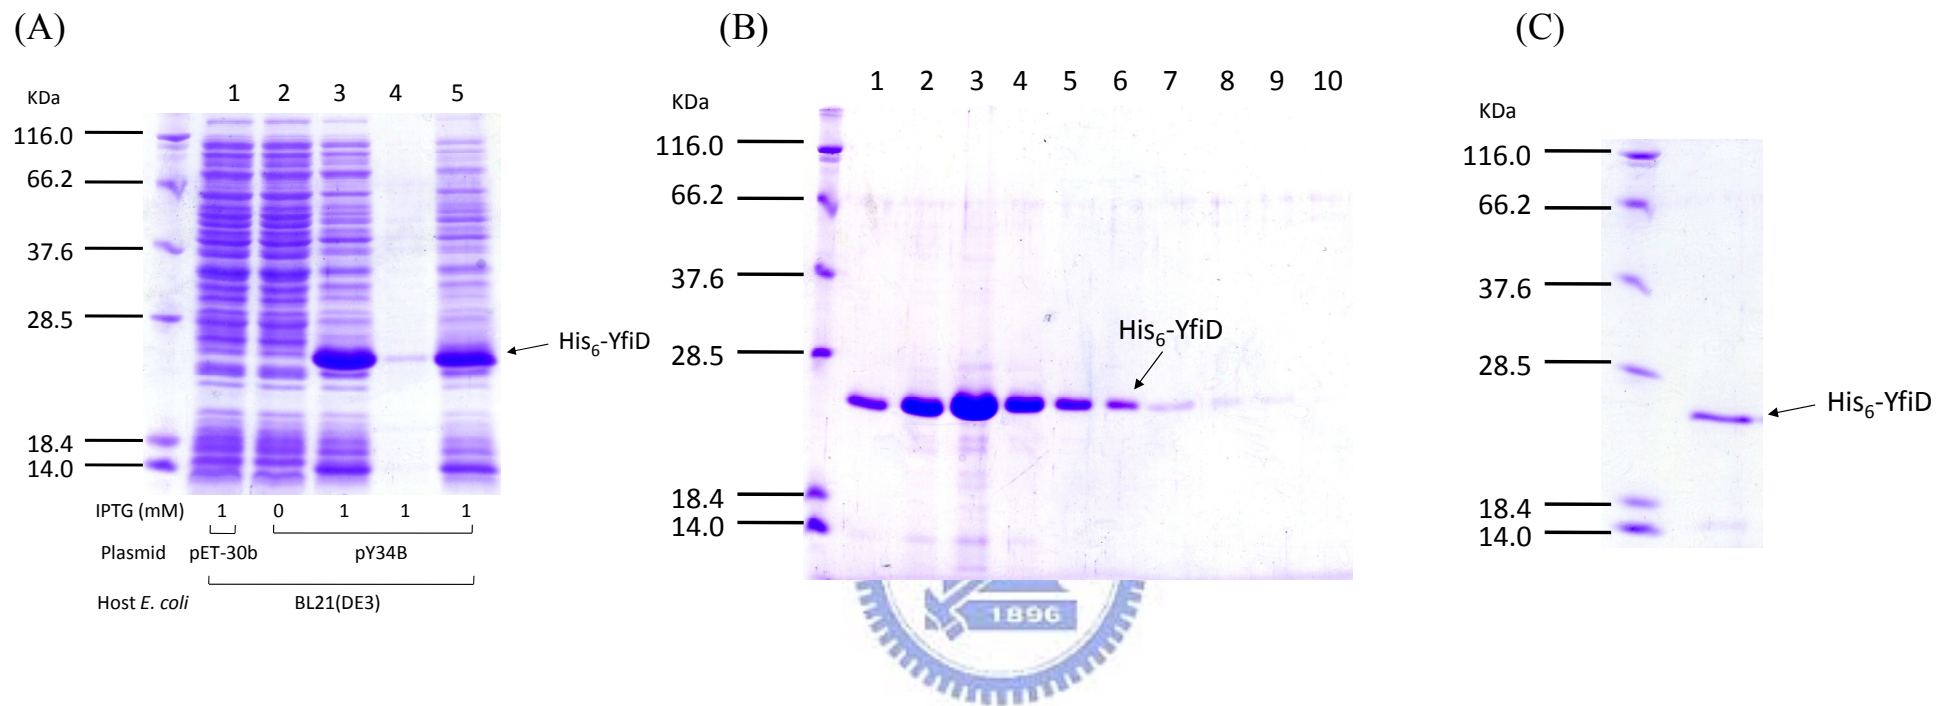 (A)
KDa
1 2 3 4 5
116.0
66.2
37.6
28.5
18.4
14.0
His6-YfiD
IPTG (mM) 1 0 1 1 1
Plasmid pET-30b pY34B
Host E. coli BL21(DE3)
(B)
1 2 3 4 5 6 7 8 9 10
KDa
116.0
66.2
37.6
28.5
18.4
14.0
His6-YfiD
1896
(C)
KDa
116.0
66.2
37.6
28.5
18.4
14.0
His6-YfiD